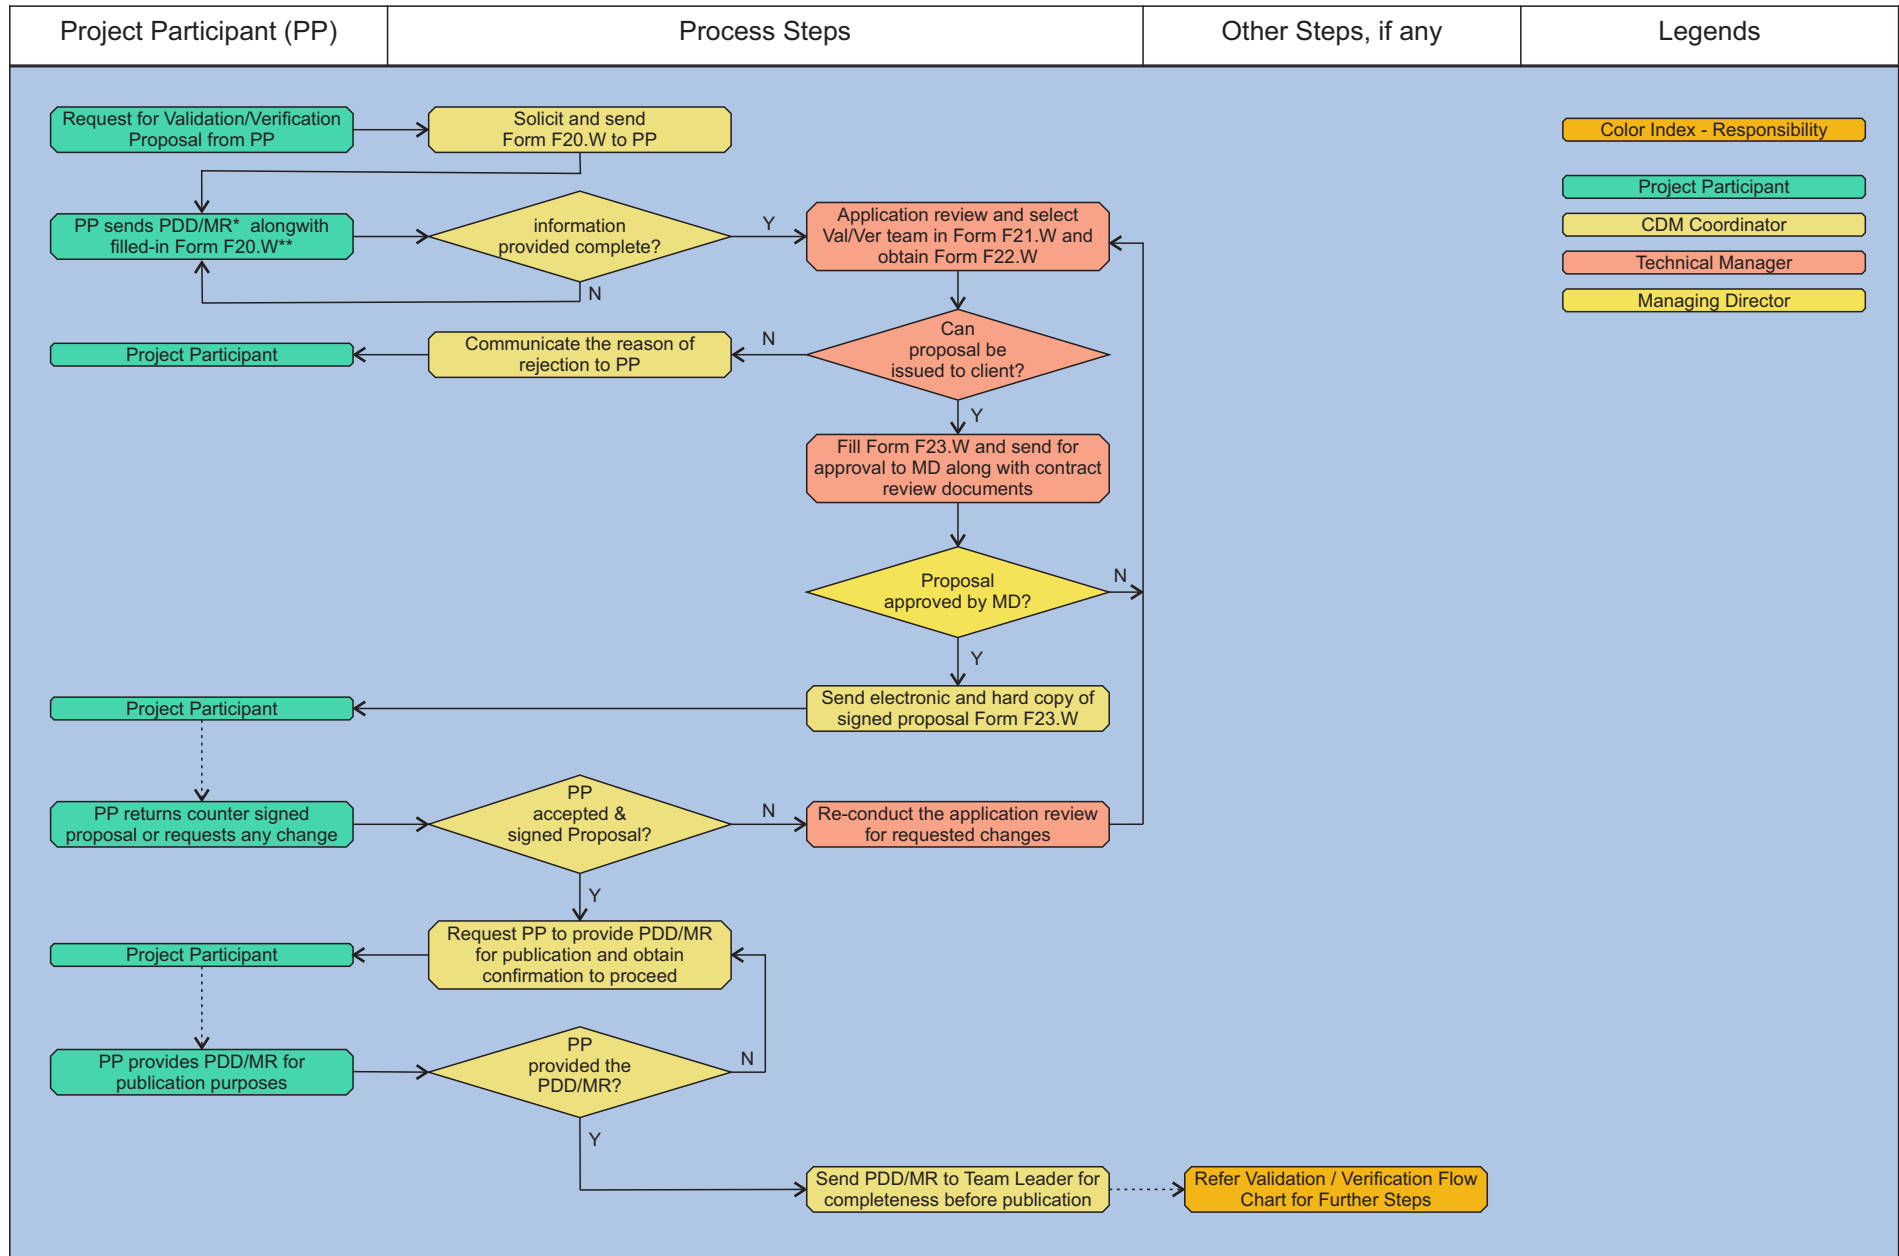 Project Participant (PP)
Process Steps
Other Steps, if any
Legends
Request for Validation/Verification
Proposal from PP
Solicit and send
Form F20.W to PP
Color Index - Responsibility
Project Participant
CDM Coordinator
Technical Manager
Managing Director
PP sends PDD/MR* alongwith
filled-in Form F20.W**
information
provided complete?
Y
N
Application review and select
Val/Ver team in Form F21.W and
obtain Form F22.W
Can
proposal be
issued to client?
N
Y
Communicate the reason of
rejection to PP
Project Participant
Fill Form F23.W and send for
approval to MD along with contract
review documents
Proposal
approved by MD?
N
Y
Send electronic and hard copy of
signed proposal Form F23.W
Project Participant
PP returns counter signed
proposal or requests any change
PP
accepted &
signed Proposal?
N
Y
Re-conduct the application review
for requested changes
Request PP to provide PDD/MR
for publication and obtain
confirmation to proceed
Project Participant
PP provides PDD/MR for
publication purposes
PP
provided the
PDD/MR?
N
Y
Send PDD/MR to Team Leader for
completeness before publication
Refer Validation / Verification Flow
Chart for Further Steps